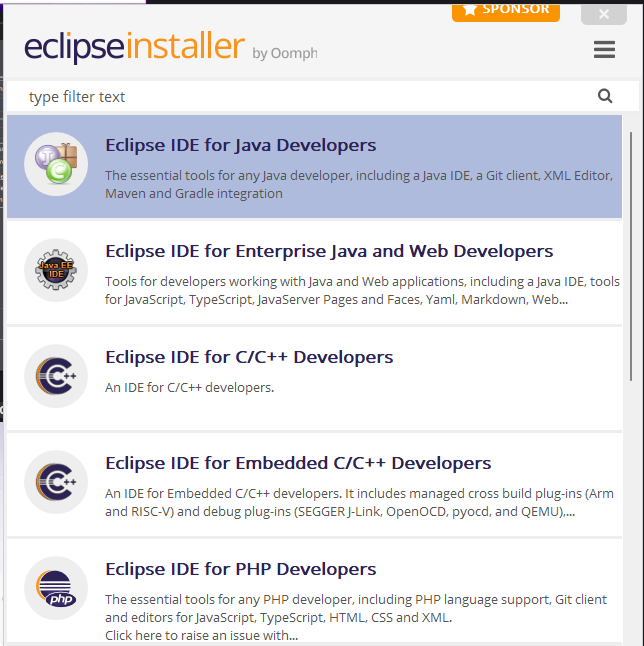 SPONSOR
eclipseinstaller by Oomph
type filter text
Eclipse IDE for Java Developers
The essential tools for any Java developer, including a Java IDE, a Git client, XML Editor,
Maven and Gradle integration
Java EE
IDE
Eclipse IDE for Enterprise Java and Web Developers
Tools for developers working with Java and Web applications, including a Java IDE, tools
for JavaScript, TypeScript, JavaServer Pages and Faces, Yaml, Markdown, Web...
C++
Eclipse IDE for C/C++ Developers
An IDE for C/C++ developers.
C++
Eclipse IDE for Embedded C/C++ Developers
An IDE for Embedded C/C++ developers. It includes managed cross build plug-ins (Arm
and RISC-V) and debug plug-ins (SEGGER J-Link, OpenOCD, pyocd, and QEMU),...
php
Eclipse IDE for PHP Developers
The essential tools for any PHP developer, including PHP language support, Git client
and editors for JavaScript, TypeScript, HTML, CSS and XML.
Click here to raise an issue with...